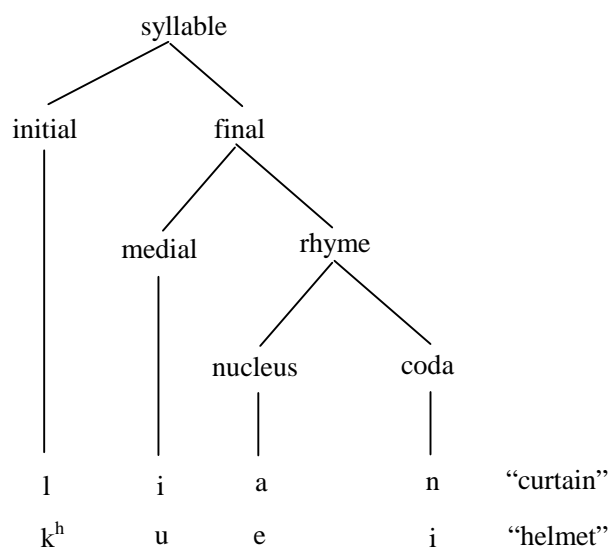 syllable
initial final
medial rhyme
nucleus coda
l i a n “curtain”
kʰ u e i “helmet”